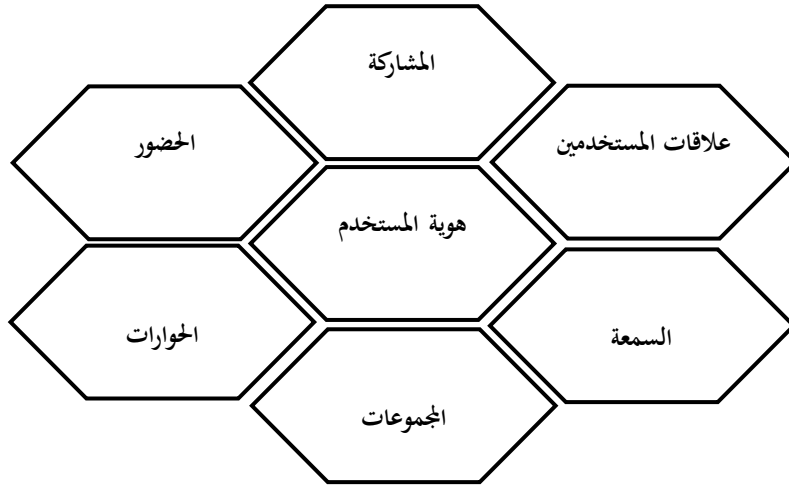 المشاركة
علاقات المستخدمين
الحضور
هوية المستخدم
السمعة
الحوارات
المجموعات